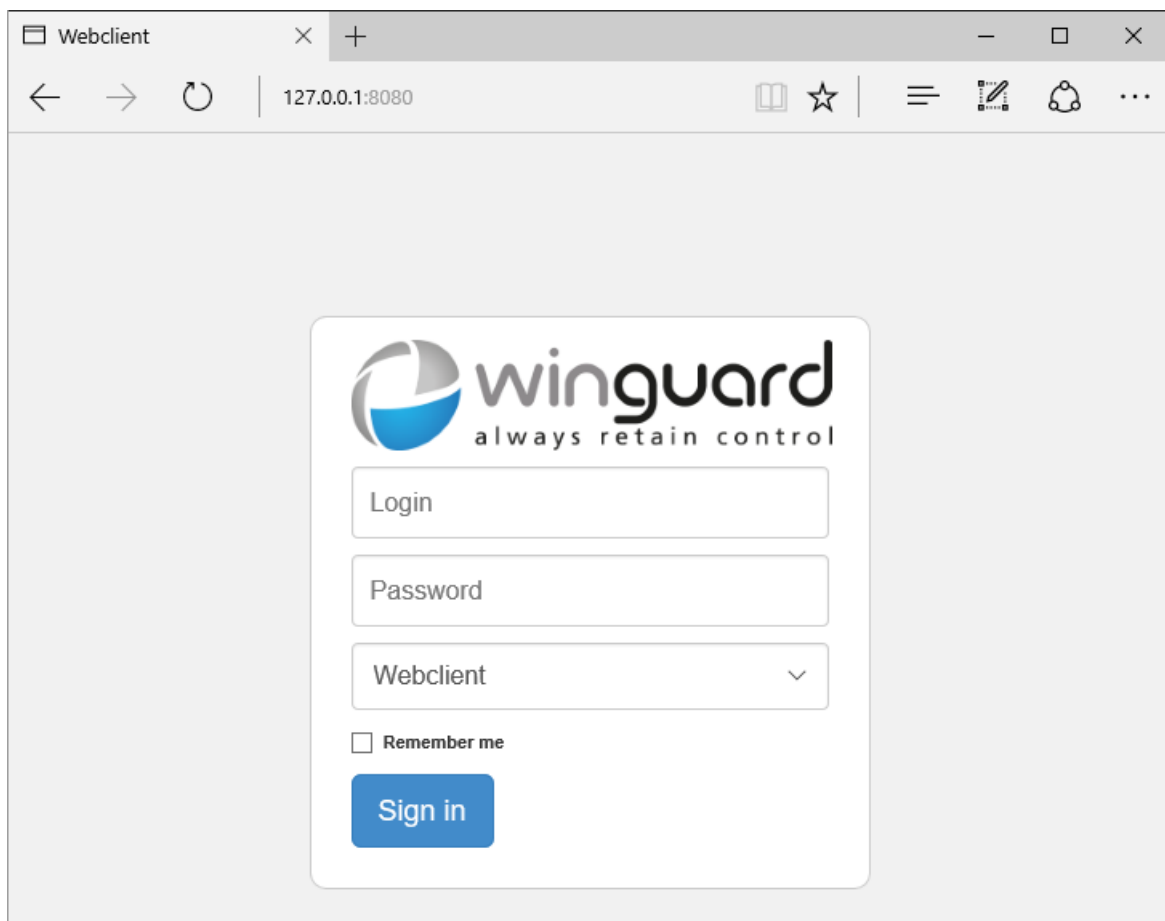 Webclient
127.0.0.1:8080
winguard
always retain control
Login
Password
Webclient
Remember me
Sign in